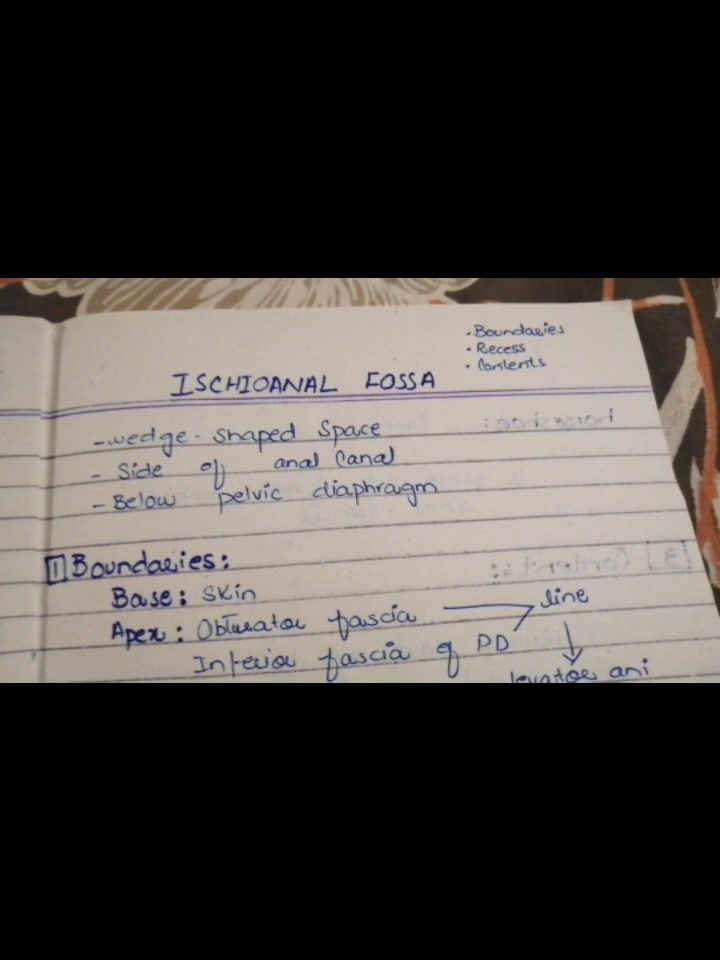 • Boundaries
• Recess
• Contents
ISCHIOANAL FOSSA
- wedge-shaped Space
- Side of anal Canal
- Below pelvic diaphragm
1 Boundaries:
Base: Skin
Apex: Obturator fascia → line
Inferior fascia of PD
levator ani